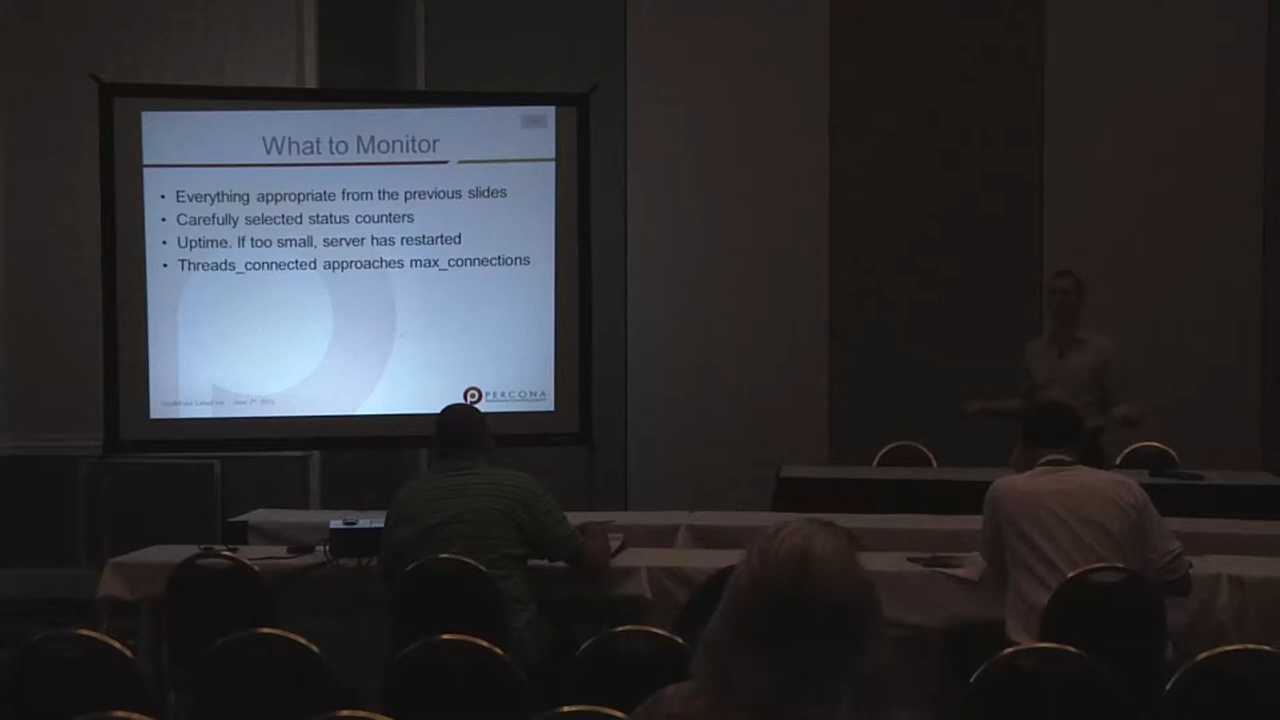 What to Monitor
• Everything appropriate from the previous slides
• Carefully selected status counters
• Uptime. If too small, server has restarted
• Threads_connected approaches max_connections
PERCONA